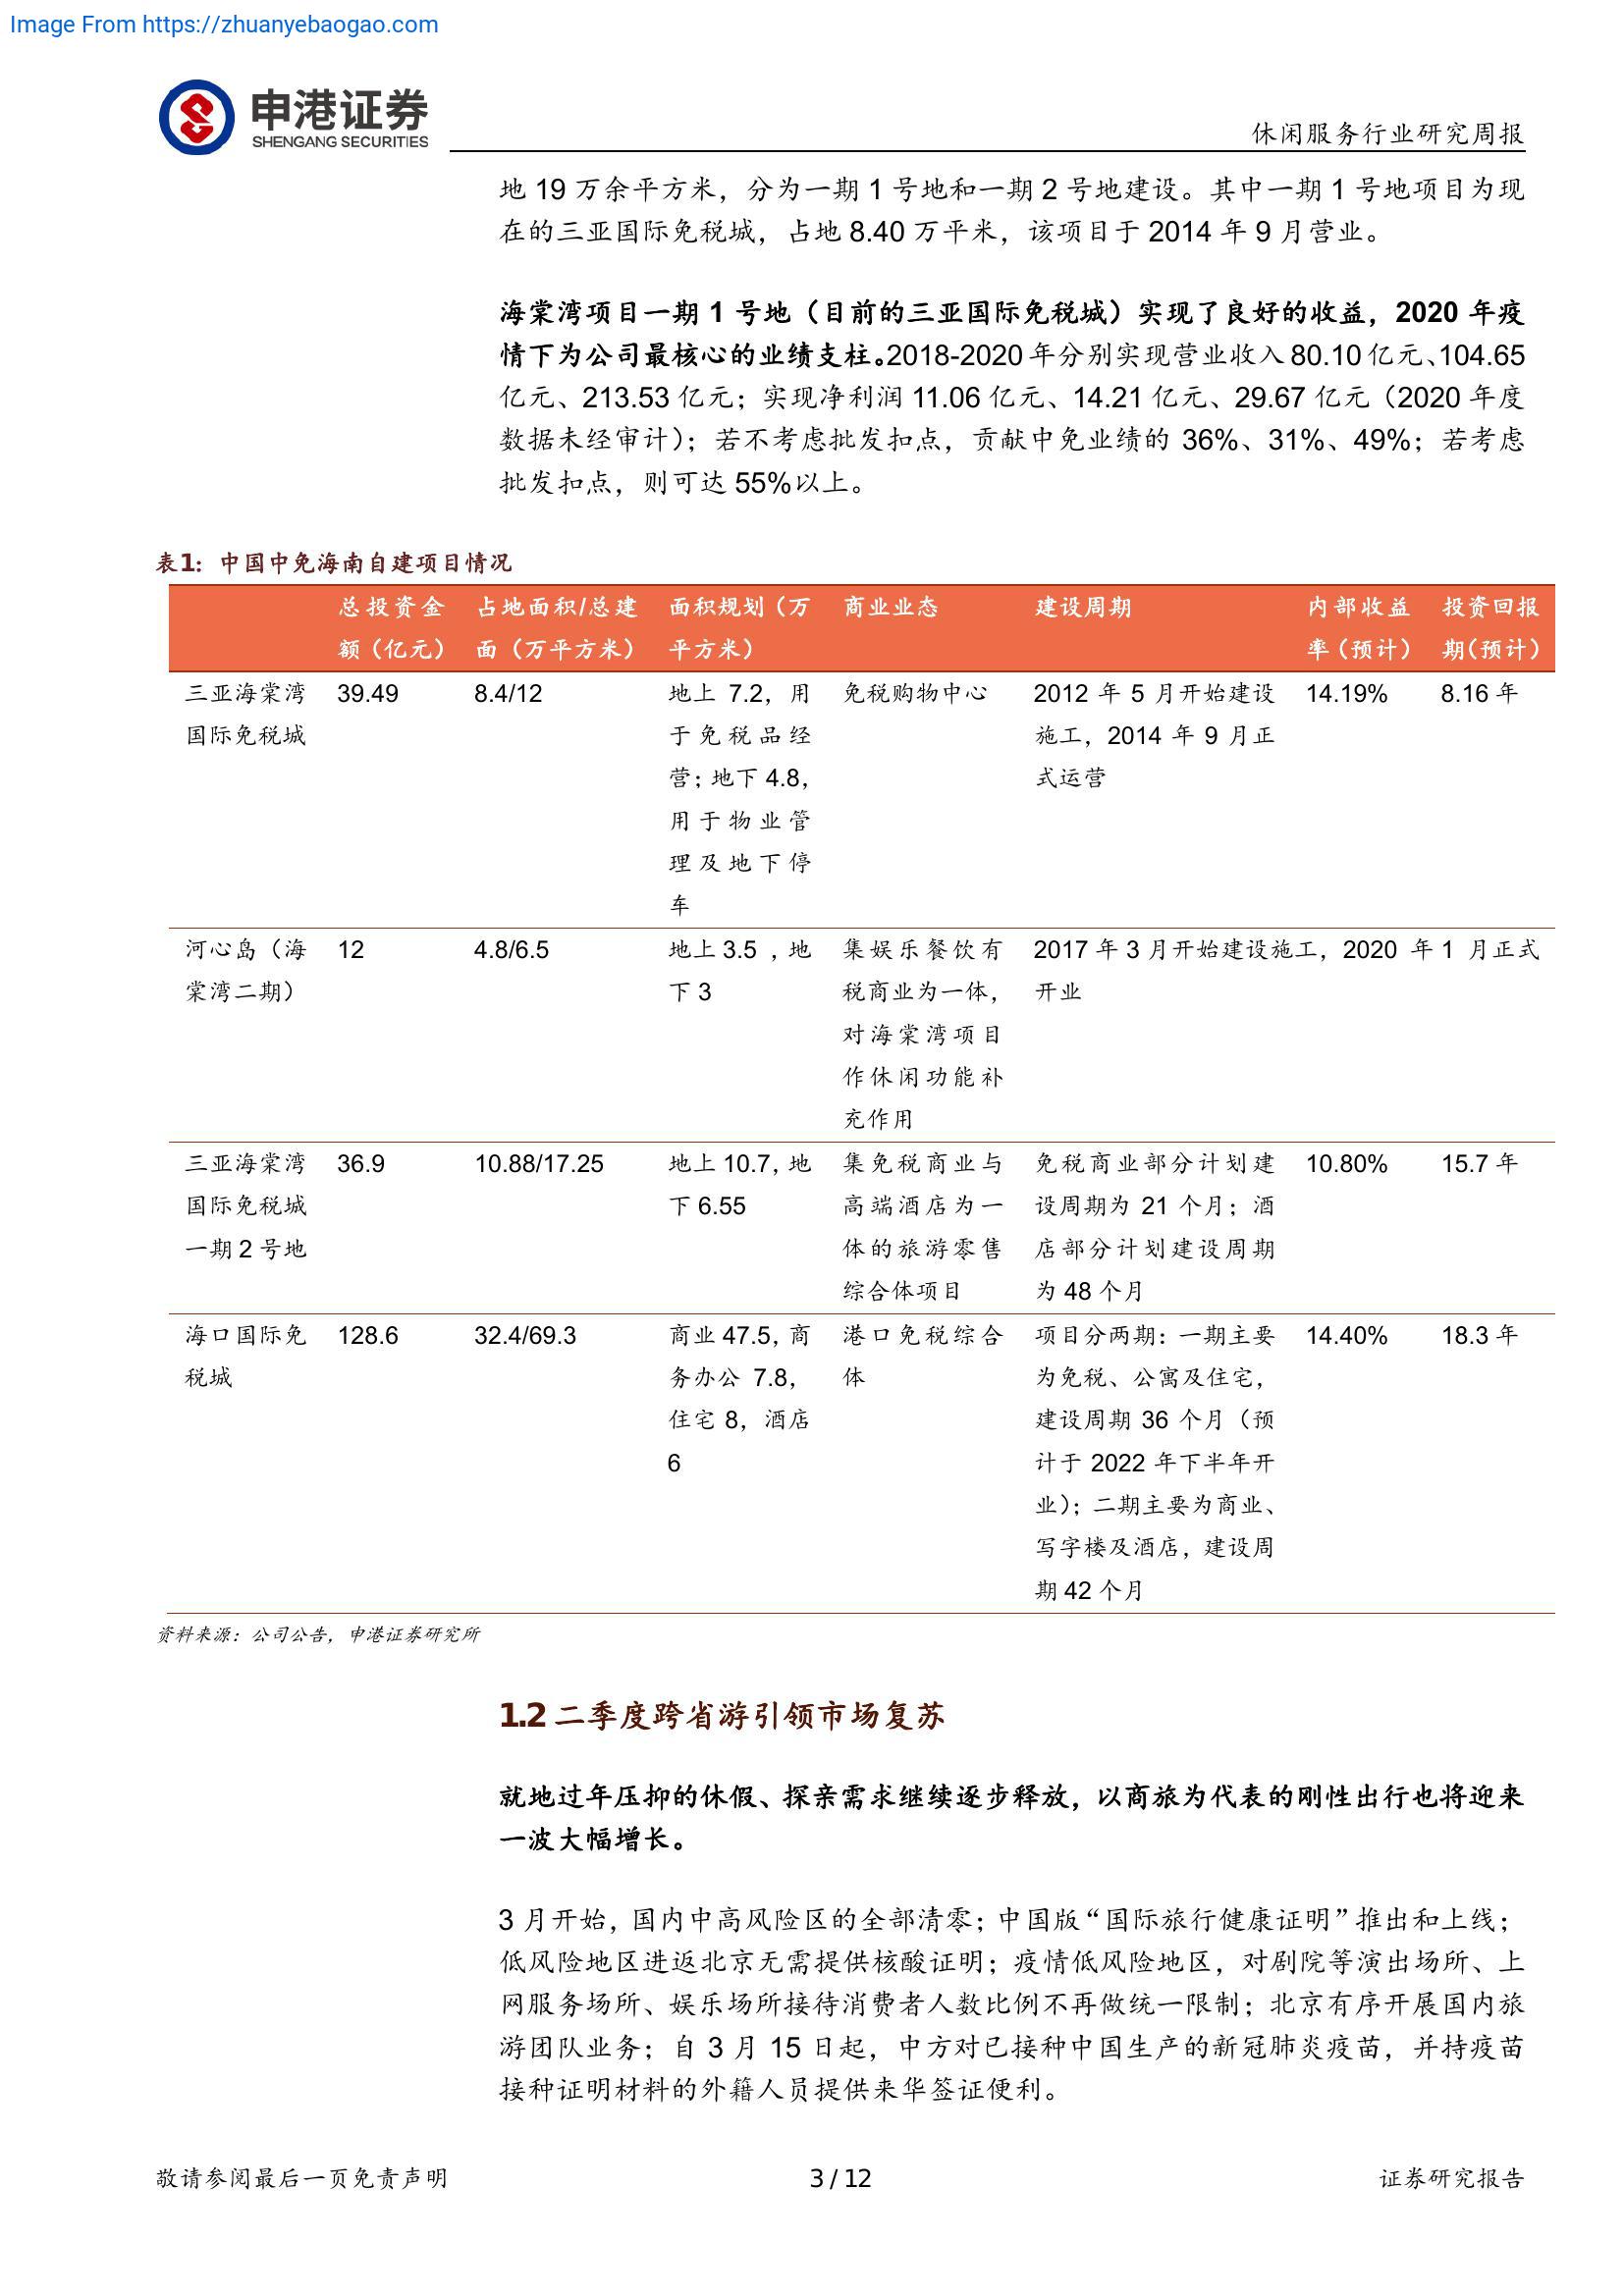 Image From https://zhuanyebaogao.com
申港证券
SHENGANG SECURITIES
休闲服务行业研究周报
地 19 万余平方米，分为一期 1 号地和一期 2 号地建设。其中一期 1 号地项目为现
在的三亚国际免税城，占地 8.40 万平米，该项目于 2014 年 9 月营业。
海棠湾项目一期 1 号地（目前的三亚国际免税城）实现了良好的收益，2020 年疫
情下为公司最核心的业绩支柱。2018-2020 年分别实现营业收入 80.10 亿元、104.65
亿元、213.53 亿元；实现净利润 11.06 亿元、14.21 亿元、29.67 亿元（2020 年度
数据未经审计）；若不考虑批发扣点，贡献中免业绩的 36%、31%、49%；若考虑
批发扣点，则可达 55%以上。
表1：中国中免海南自建项目情况
总投资金 占地面积/总建 面积规划（万 商业业态 建设周期 内部收益 投资回报
额（亿元） 面（万平方米） 平方米） 率（预计） 期（预计）
三亚海棠湾 39.49 8.4/12 地上 7.2，用 免税购物中心 2012 年 5 月开始建设 14.19% 8.16 年
国际免税城 于免税品经 施工，2014 年 9 月正
营；地下 4.8， 式运营
用于物业管
理及地下停
车
河心岛（海 12 4.8/6.5 地上 3.5 ，地 集娱乐餐饮有 2017 年 3 月开始建设施工，2020 年 1 月正式
棠湾二期） 下 3 税商业为一体， 开业
对海棠湾项目
作休闲功能补
充作用
三亚海棠湾 36.9 10.88/17.25 地上 10.7，地 集免税商业与 免税商业部分计划建 10.80% 15.7 年
国际免税城 下 6.55 高端酒店为一 设周期为 21 个月；酒
一期 2 号地 体的旅游零售 店部分计划建设周期
综合体项目 为 48 个月
海口国际免 128.6 32.4/69.3 商业 47.5，商 港口免税综合 项目分两期：一期主要 14.40% 18.3 年
税城 务办公 7.8， 体 为免税、公寓及住宅，
住宅 8，酒店 建设周期 36 个月（预
6 计于 2022 年下半年开
业）；二期主要为商业、
写字楼及酒店，建设周
期 42 个月
资料来源：公司公告，申港证券研究所
1.2 二季度跨省游引领市场复苏
就地过年压抑的休假、探亲需求继续逐步释放，以商旅为代表的刚性出行也将迎来
一波大幅增长。
3 月开始，国内中高风险区的全部清零；中国版“国际旅行健康证明”推出和上线；
低风险地区进返北京无需提供核酸证明；疫情低风险地区，对剧院等演出场所、上
网服务场所、娱乐场所接待消费者人数比例不再做统一限制；北京有序开展国内旅
游团队业务；自 3 月 15 日起，中方对已接种中国生产的新冠肺炎疫苗，并持疫苗
接种证明材料的外籍人员提供来华签证便利。
敬请参阅最后一页免责声明
3 / 12
证券研究报告